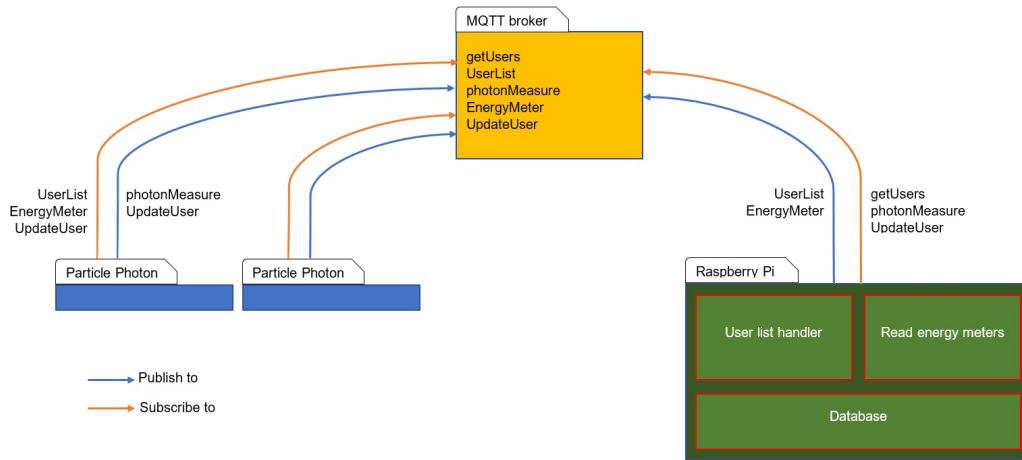 MQTT broker
getUsers
UserList
photonMeasure
EnergyMeter
UpdateUser
UserList
EnergyMeter
UpdateUser
photonMeasure
UpdateUser
UserList
EnergyMeter
getUsers
photonMeasure
UpdateUser
Particle Photon
Particle Photon
Raspberry Pi
User list handler
Read energy meters
Database
Publish to
Subscribe to